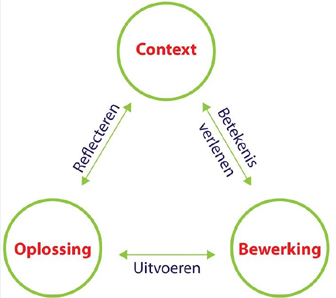 Context
Reflecteren
Betekenis
verlenen
Oplossing
Bewerking
Uitvoeren